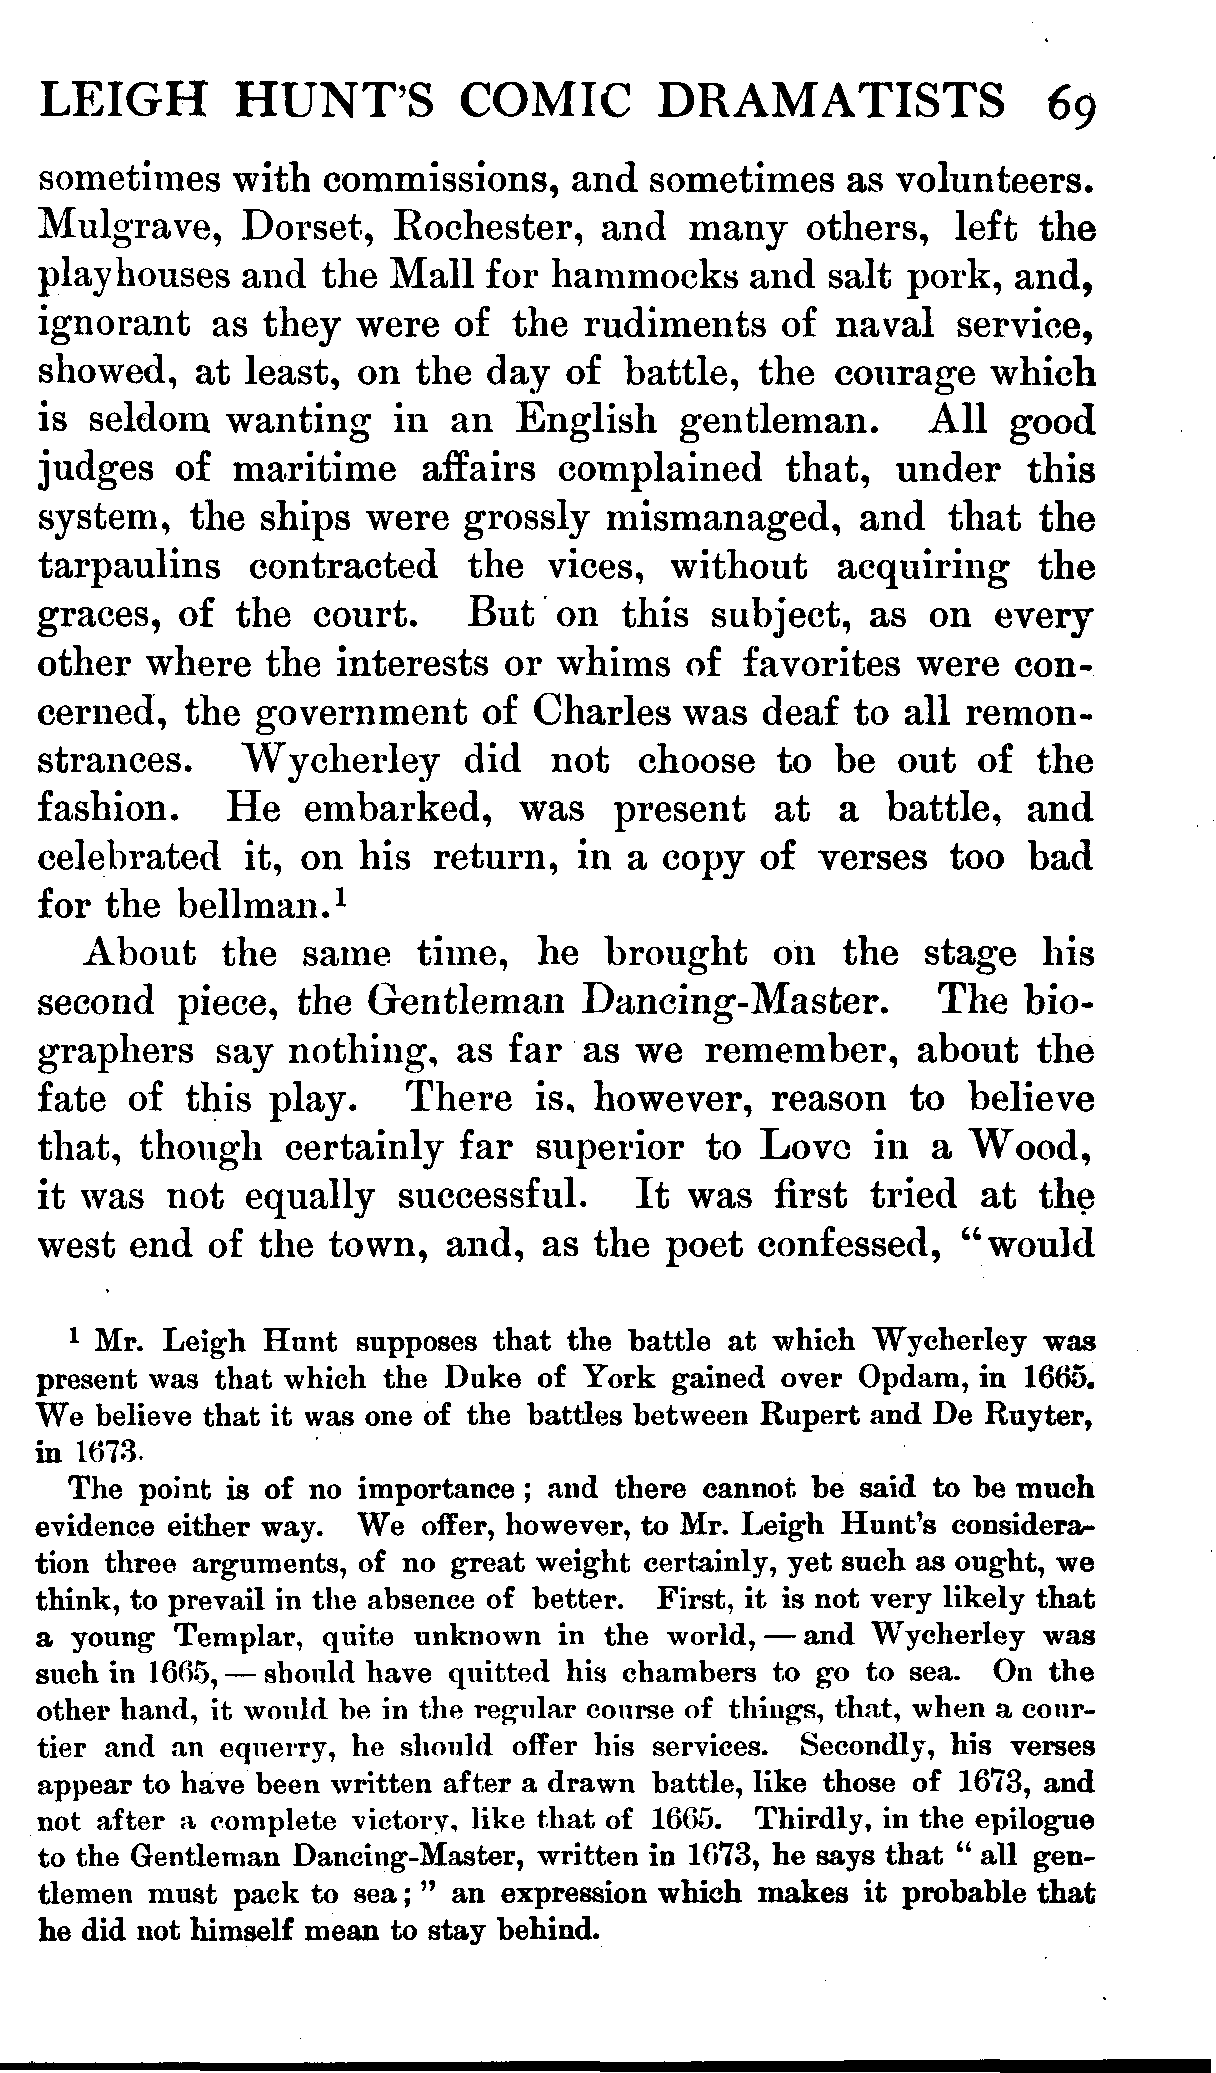 LEIGH HUNT'S COMIC DRAMATISTS 69
sometimes with commissions, and sometimes as volunteers.
Mulgrave, Dorset, Rochester, and many others, left the
playhouses and the Mall for hammocks and salt pork, and,
ignorant as they were of the rudiments of naval service,
showed, at least, on the day of battle, the courage which
is seldom wanting in an English gentleman. All good
judges of maritime affairs complained that, under this
system, the ships were grossly mismanaged, and that the
tarpaulins contracted the vices, without acquiring the
graces, of the court. But on this subject, as on every
other where the interests or whims of favorites were con-
cerned, the government of Charles was deaf to all remon-
strances. Wycherley did not choose to be out of the
fashion. He embarked, was present at a battle, and
celebrated it, on his return, in a copy of verses too bad
for the bellman.¹
About the same time, he brought on the stage his
second piece, the Gentleman Dancing-Master. The bio-
graphers say nothing, as far as we remember, about the
fate of this play. There is, however, reason to believe
that, though certainly far superior to Love in a Wood,
it was not equally successful. It was first tried at the
west end of the town, and, as the poet confessed, "would
¹ Mr. Leigh Hunt supposes that the battle at which Wycherley was
present was that which the Duke of York gained over Opdam, in 1665.
We believe that it was one of the battles between Rupert and De Ruyter,
in 1673.
The point is of no importance; and there cannot be said to be much
evidence either way. We offer, however, to Mr. Leigh Hunt's considera-
tion three arguments, of no great weight certainly, yet such as ought, we
think, to prevail in the absence of better. First, it is not very likely that
a young Templar, quite unknown in the world, — and Wycherley was
such in 1665, — should have quitted his chambers to go to sea. On the
other hand, it would be in the regular course of things, that, when a cour-
tier and an equerry, he should offer his services. Secondly, his verses
appear to have been written after a drawn battle, like those of 1673, and
not after a complete victory, like that of 1665. Thirdly, in the epilogue
to the Gentleman Dancing-Master, written in 1673, he says that "all gen-
tlemen must pack to sea;" an expression which makes it probable that
he did not himself mean to stay behind.